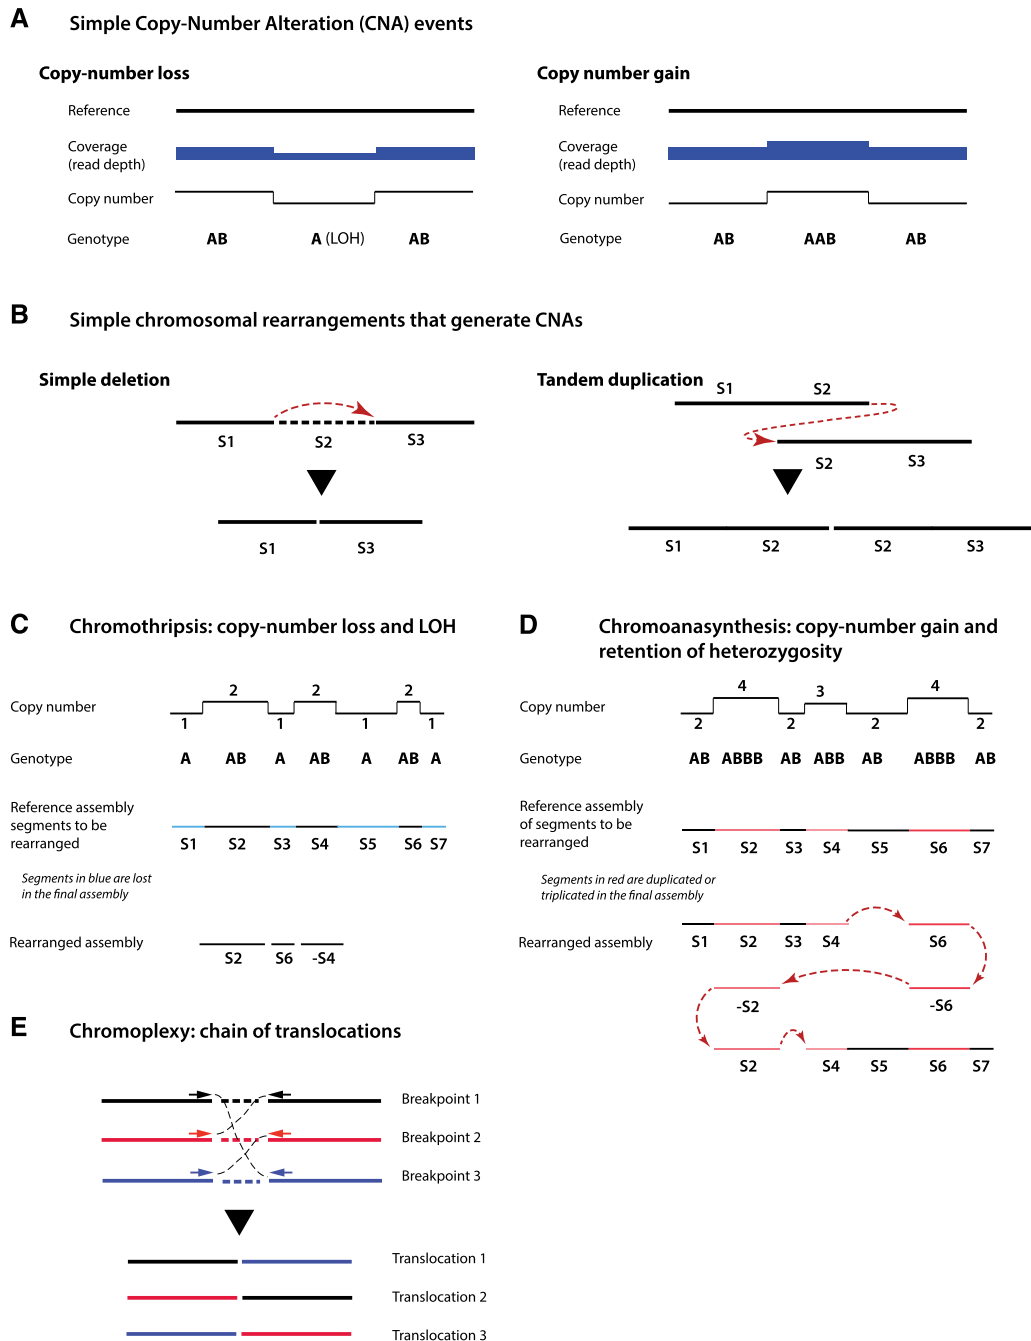 A Simple Copy-Number Alteration (CNA) events
Copy-number loss
Reference
Coverage
(read depth)
Copy number
Genotype AB A (LOH) AB
Copy number gain
Reference
Coverage
(read depth)
Copy number
Genotype AB AAB AB
B Simple chromosomal rearrangements that generate CNAs
Simple deletion
S1 S2 S3
S1 S3
Tandem duplication
S1 S2
S2 S3
S1 S2 S2 S3
C Chromothripsis: copy-number loss and LOH
2 2 2
Copy number
1 1 1 1
Genotype A AB A AB A AB A
Reference assembly
segments to be
rearranged
S1 S2 S3 S4 S5 S6 S7
Segments in blue are lost
in the final assembly
Rearranged assembly
S2 S6 -S4
D Chromoanasynthesis: copy-number gain and
retention of heterozygosity
4 3 4
Copy number
2 2 2 2
Genotype AB ABBB AB ABB AB ABBB AB
Reference assembly
of segments to be
rearranged
S1 S2 S3 S4 S5 S6 S7
Segments in red are duplicated or
triplicated in the final assembly
Rearranged assembly
S1 S2 S3 S4 S6
-S2 -S6
S2 S4 S5 S6 S7
E Chromoplexy: chain of translocations
Breakpoint 1
Breakpoint 2
Breakpoint 3
Translocation 1
Translocation 2
Translocation 3